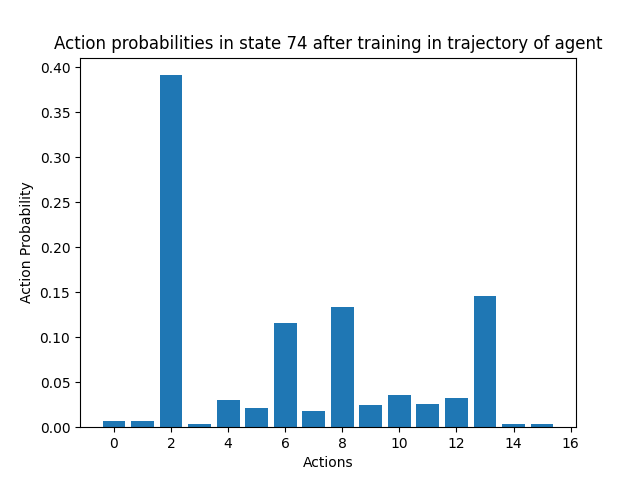 Action probabilities in state 74 after training in trajectory of agent
0.40
0.35
0.30
0.25
0.20
0.15
0.10
0.05
0.00
Action Probability
0 2 4 6 8 10 12 14 16
Actions